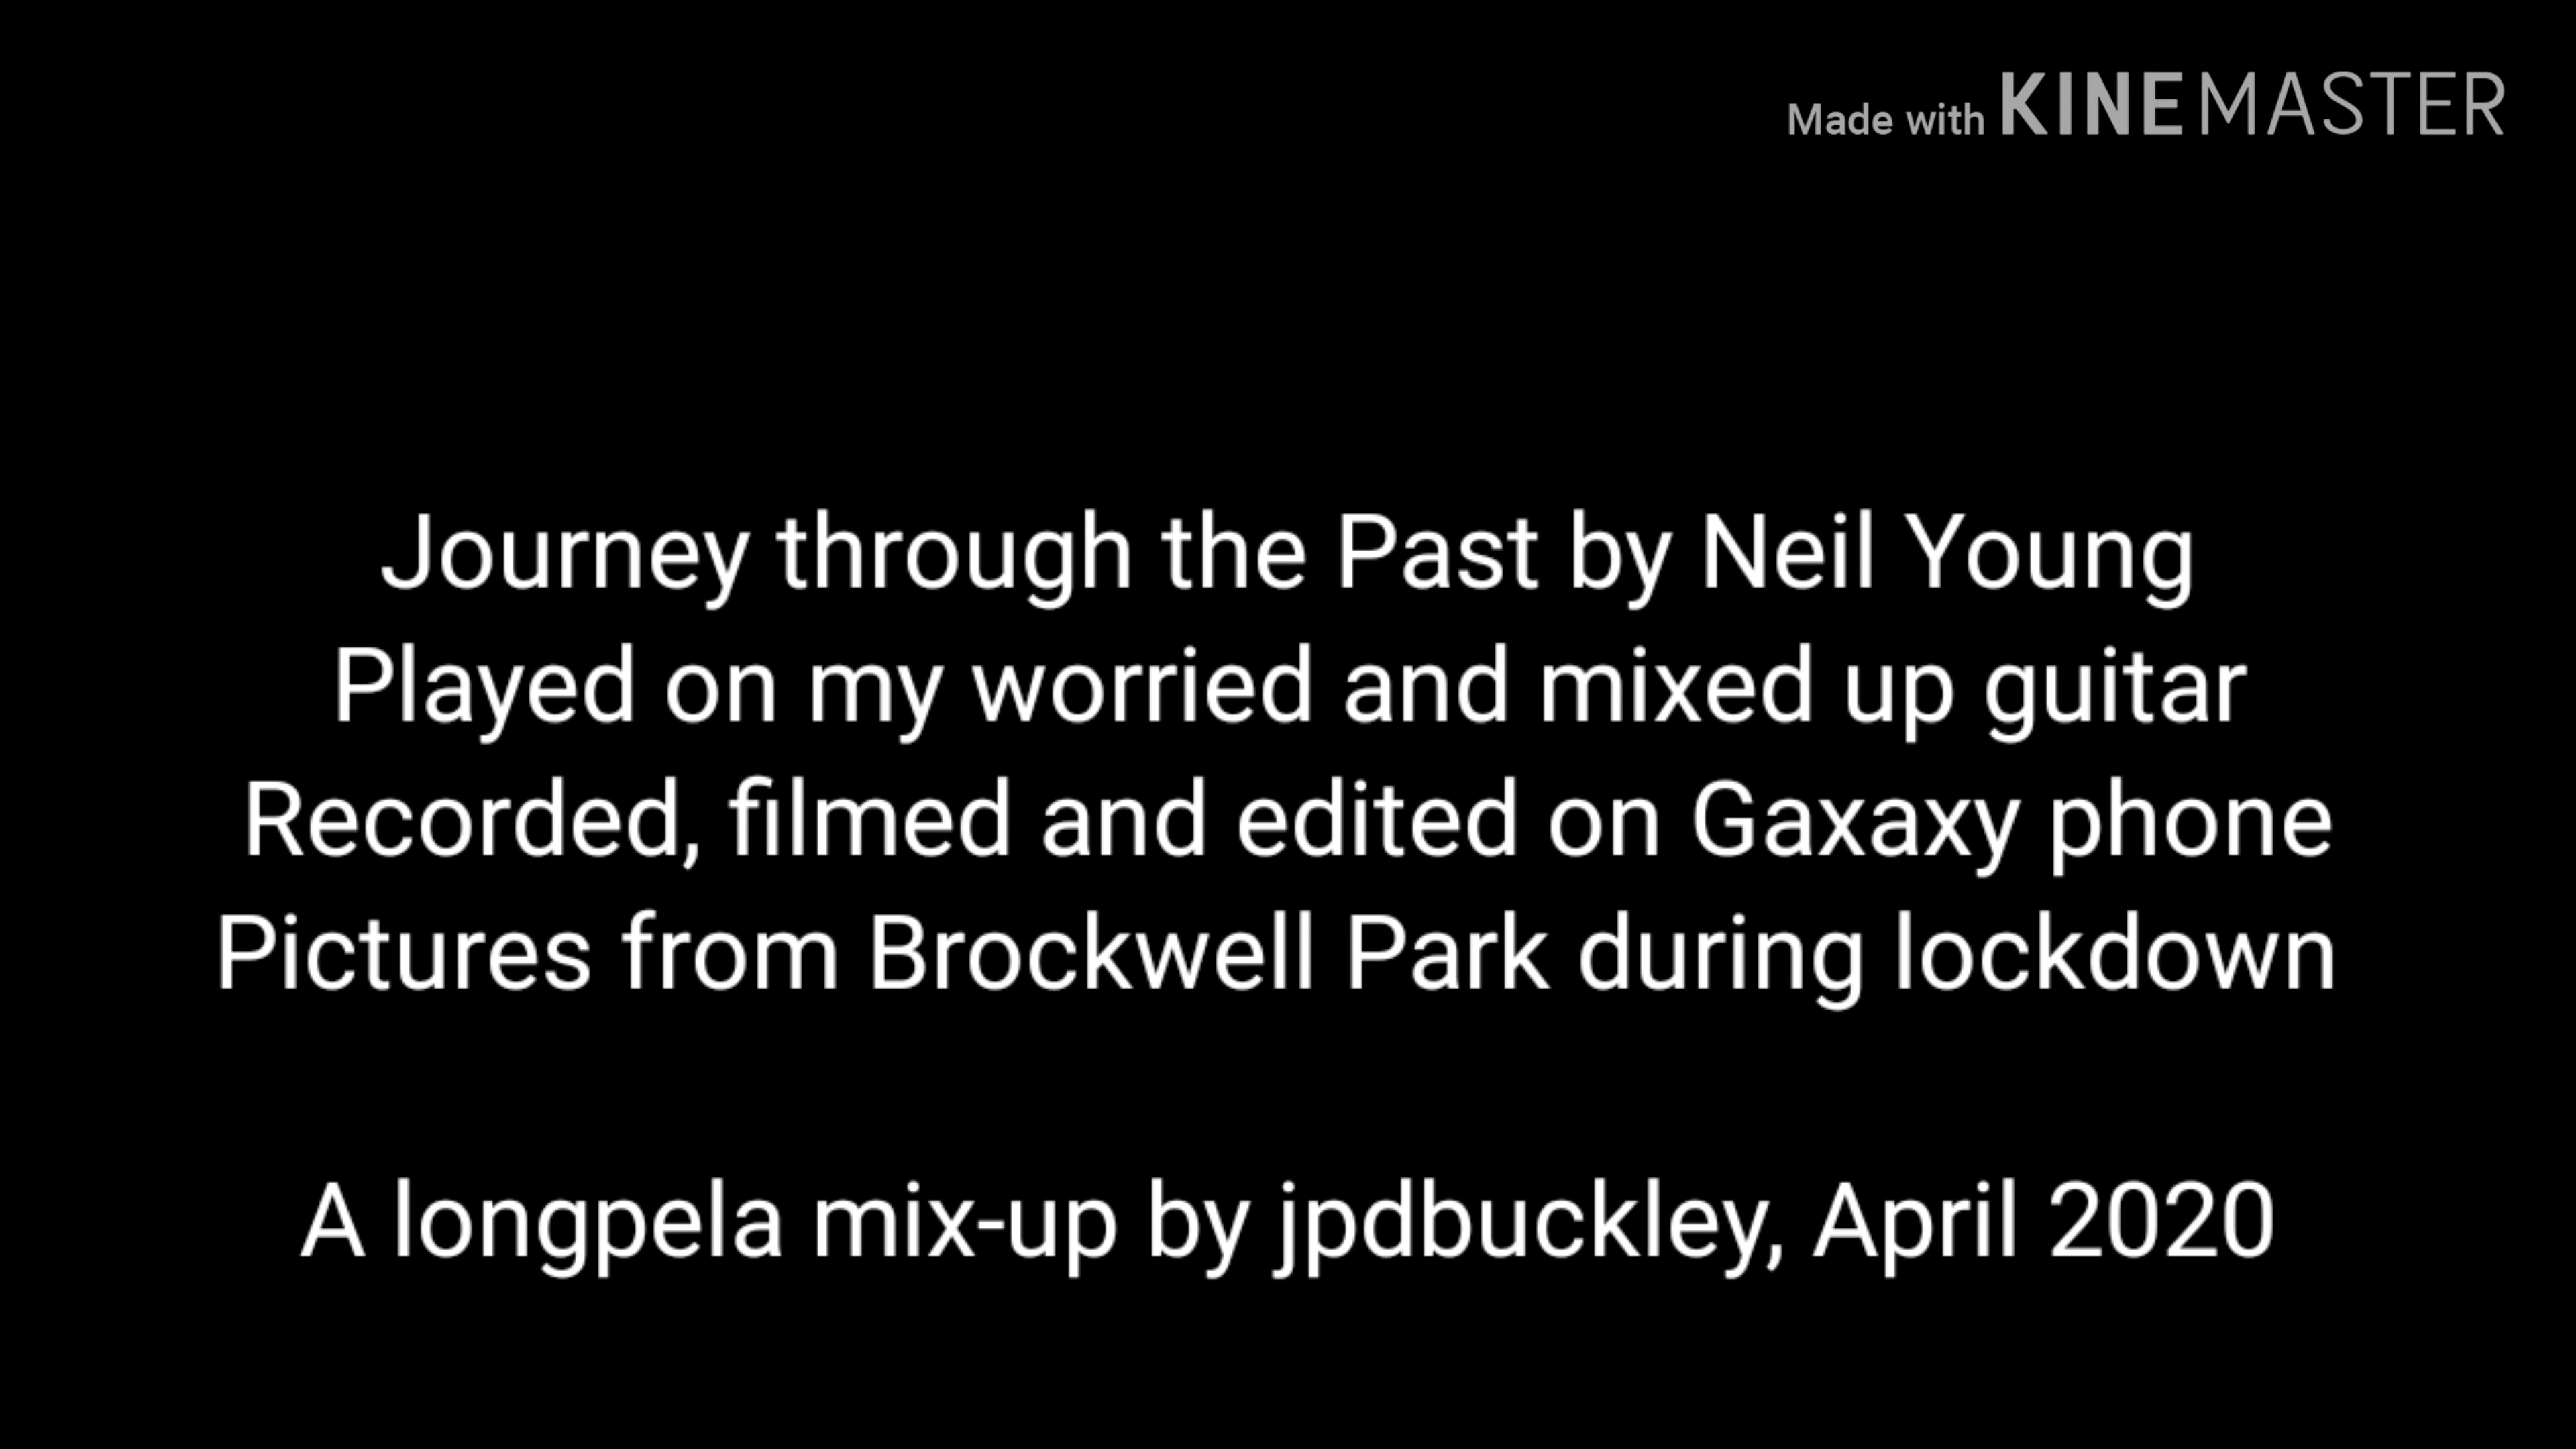 Made with KINEMASTER
Journey through the Past by Neil Young
Played on my worried and mixed up guitar
Recorded, filmed and edited on Gaxaxy phone
Pictures from Brockwell Park during lockdown
A longpela mix-up by jpdbuckley, April 2020